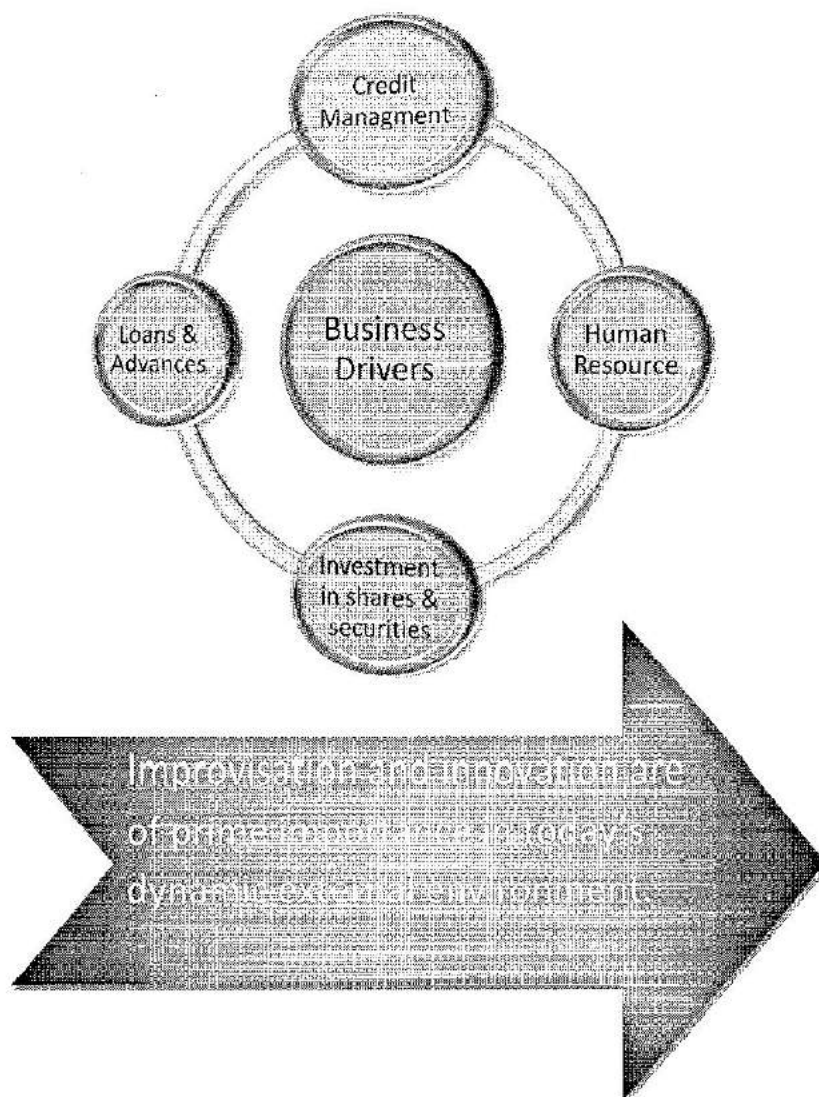 Credit
Managment
Loans &
Advances
Business
Drivers
Human
Resource
Investment
in shares &
securities
Improvisation and innovation are
of prime importance in today's
dynamic external environment.